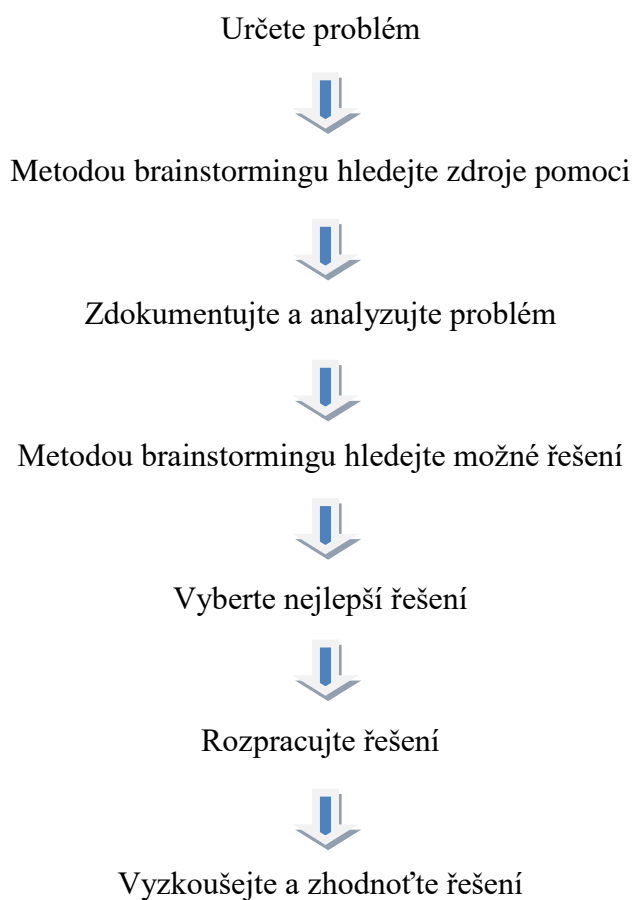 Určete problém
Metodou brainstormingu hledejte zdroje pomoci
Zdokumentujte a analyzujte problém
Metodou brainstormingu hledejte možné řešení
Vyberte nejlepší řešení
Rozpracujte řešení
Vyzkoušejte a zhodnoťte řešení